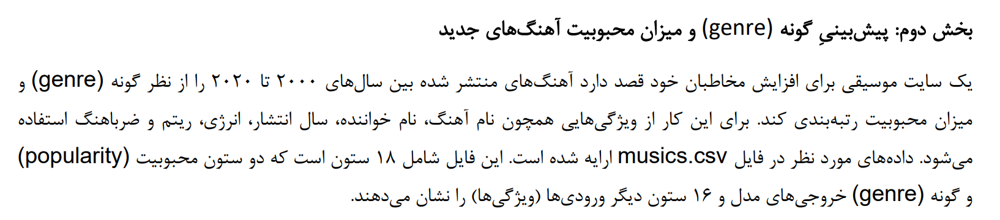 بخش دوم: پیش‌بینیِ گونه (genre) و میزان محبوبیت آهنگ‌های جدید
یک سایت موسیقی برای افزایش مخاطبان خود قصد دارد آهنگ‌های منتشر شده بین سال‌های ۲۰۰۰ تا ۲۰۲۰ را از نظر گونه (genre) و
میزان محبوبیت رتبه‌بندی کند. برای این کار از ویژگی‌هایی همچون نام آهنگ، نام خواننده، سال انتشار، انرژی، ریتم و ضرباهنگ استفاده
می‌شود. داده‌های مورد نظر در فایل musics.csv ارایه شده است. این فایل شامل ۱۸ ستون است که دو ستون محبوبیت (popularity)
و گونه (genre) خروجی‌های مدل و ۱۶ ستون دیگر ورودی‌ها (ویژگی‌ها) را نشان می‌دهند.